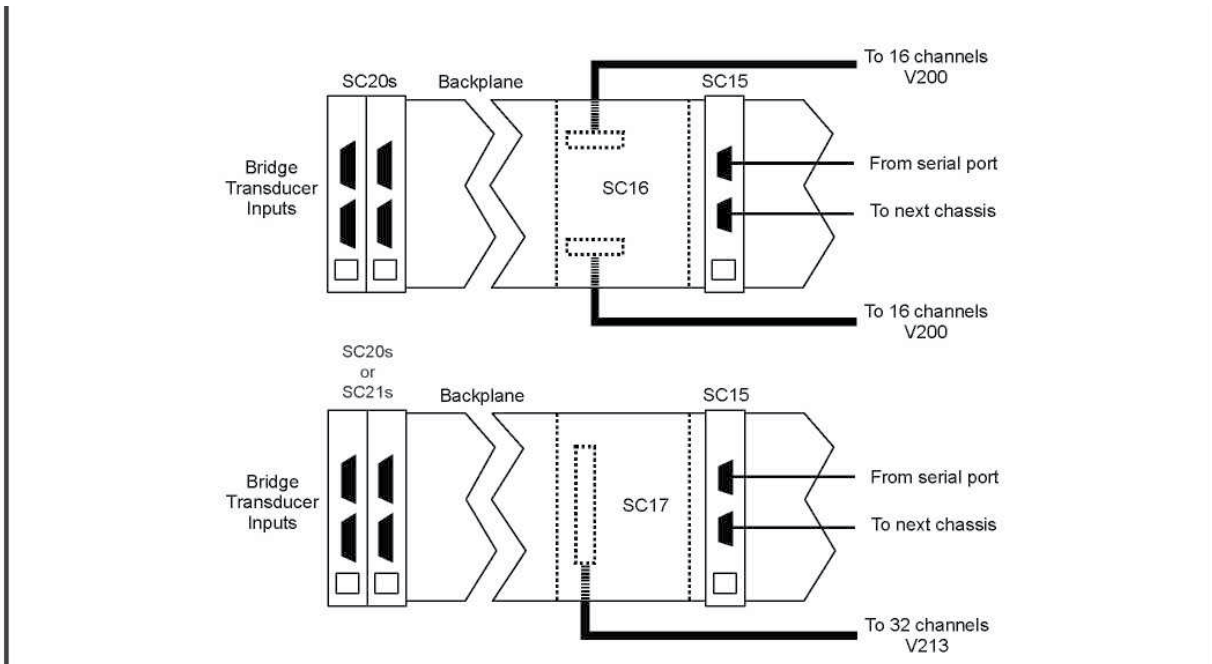 To 16 channels
V200
SC20s
Backplane
SC15
Bridge
Transducer
Inputs
SC16
From serial port
To next chassis
To 16 channels
V200
SC20s
or
SC21s
Backplane
SC15
Bridge
Transducer
Inputs
SC17
From serial port
To next chassis
To 32 channels
V213